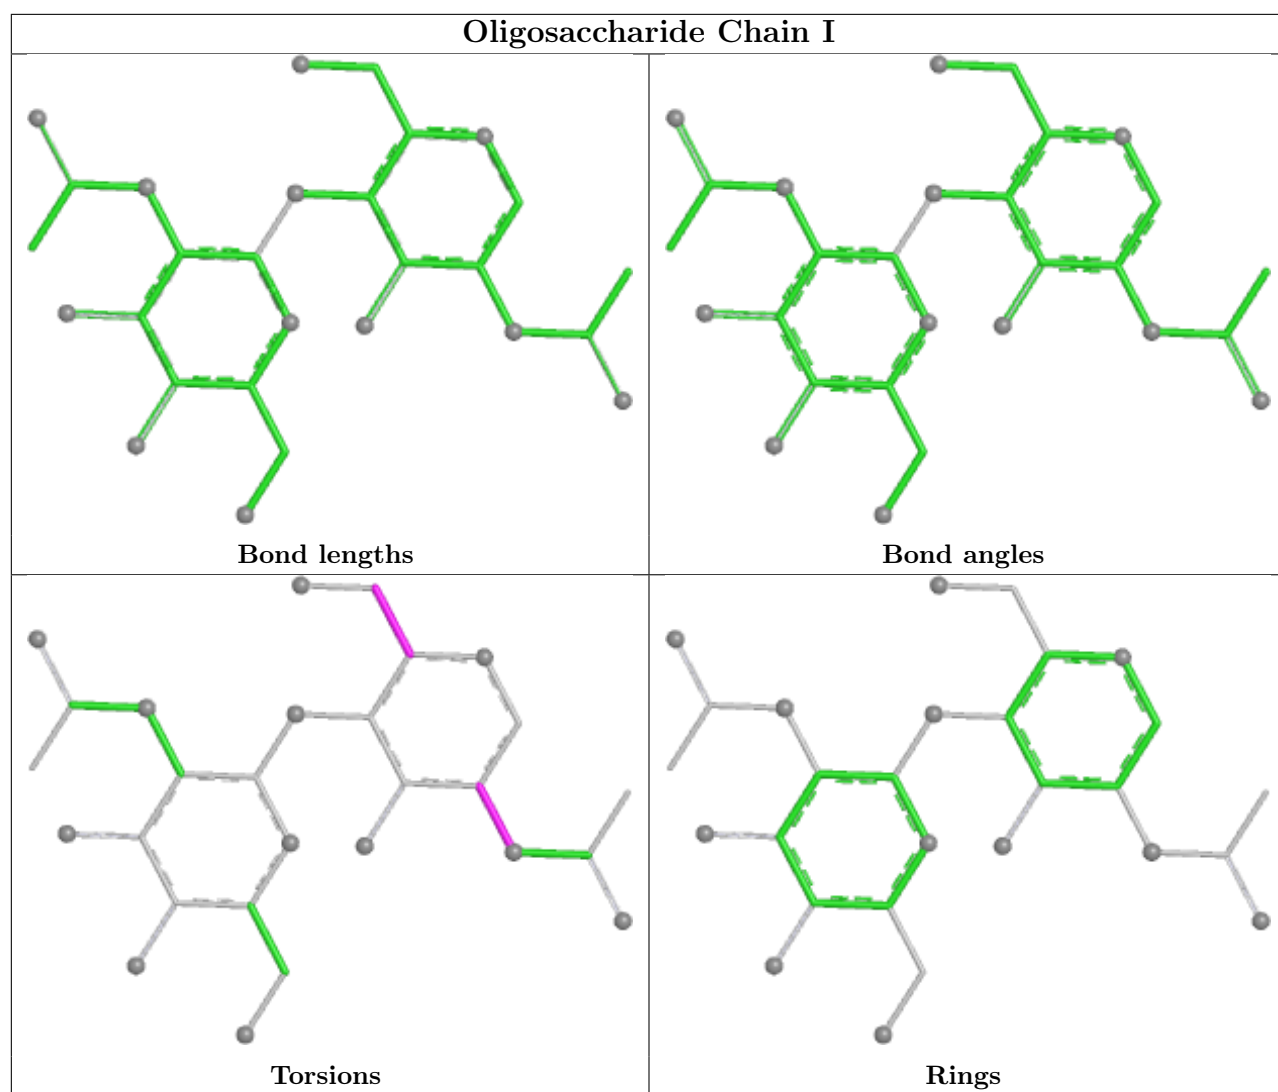 Oligosaccharide Chain I
Bond lengths
Bond angles
Torsions
Rings